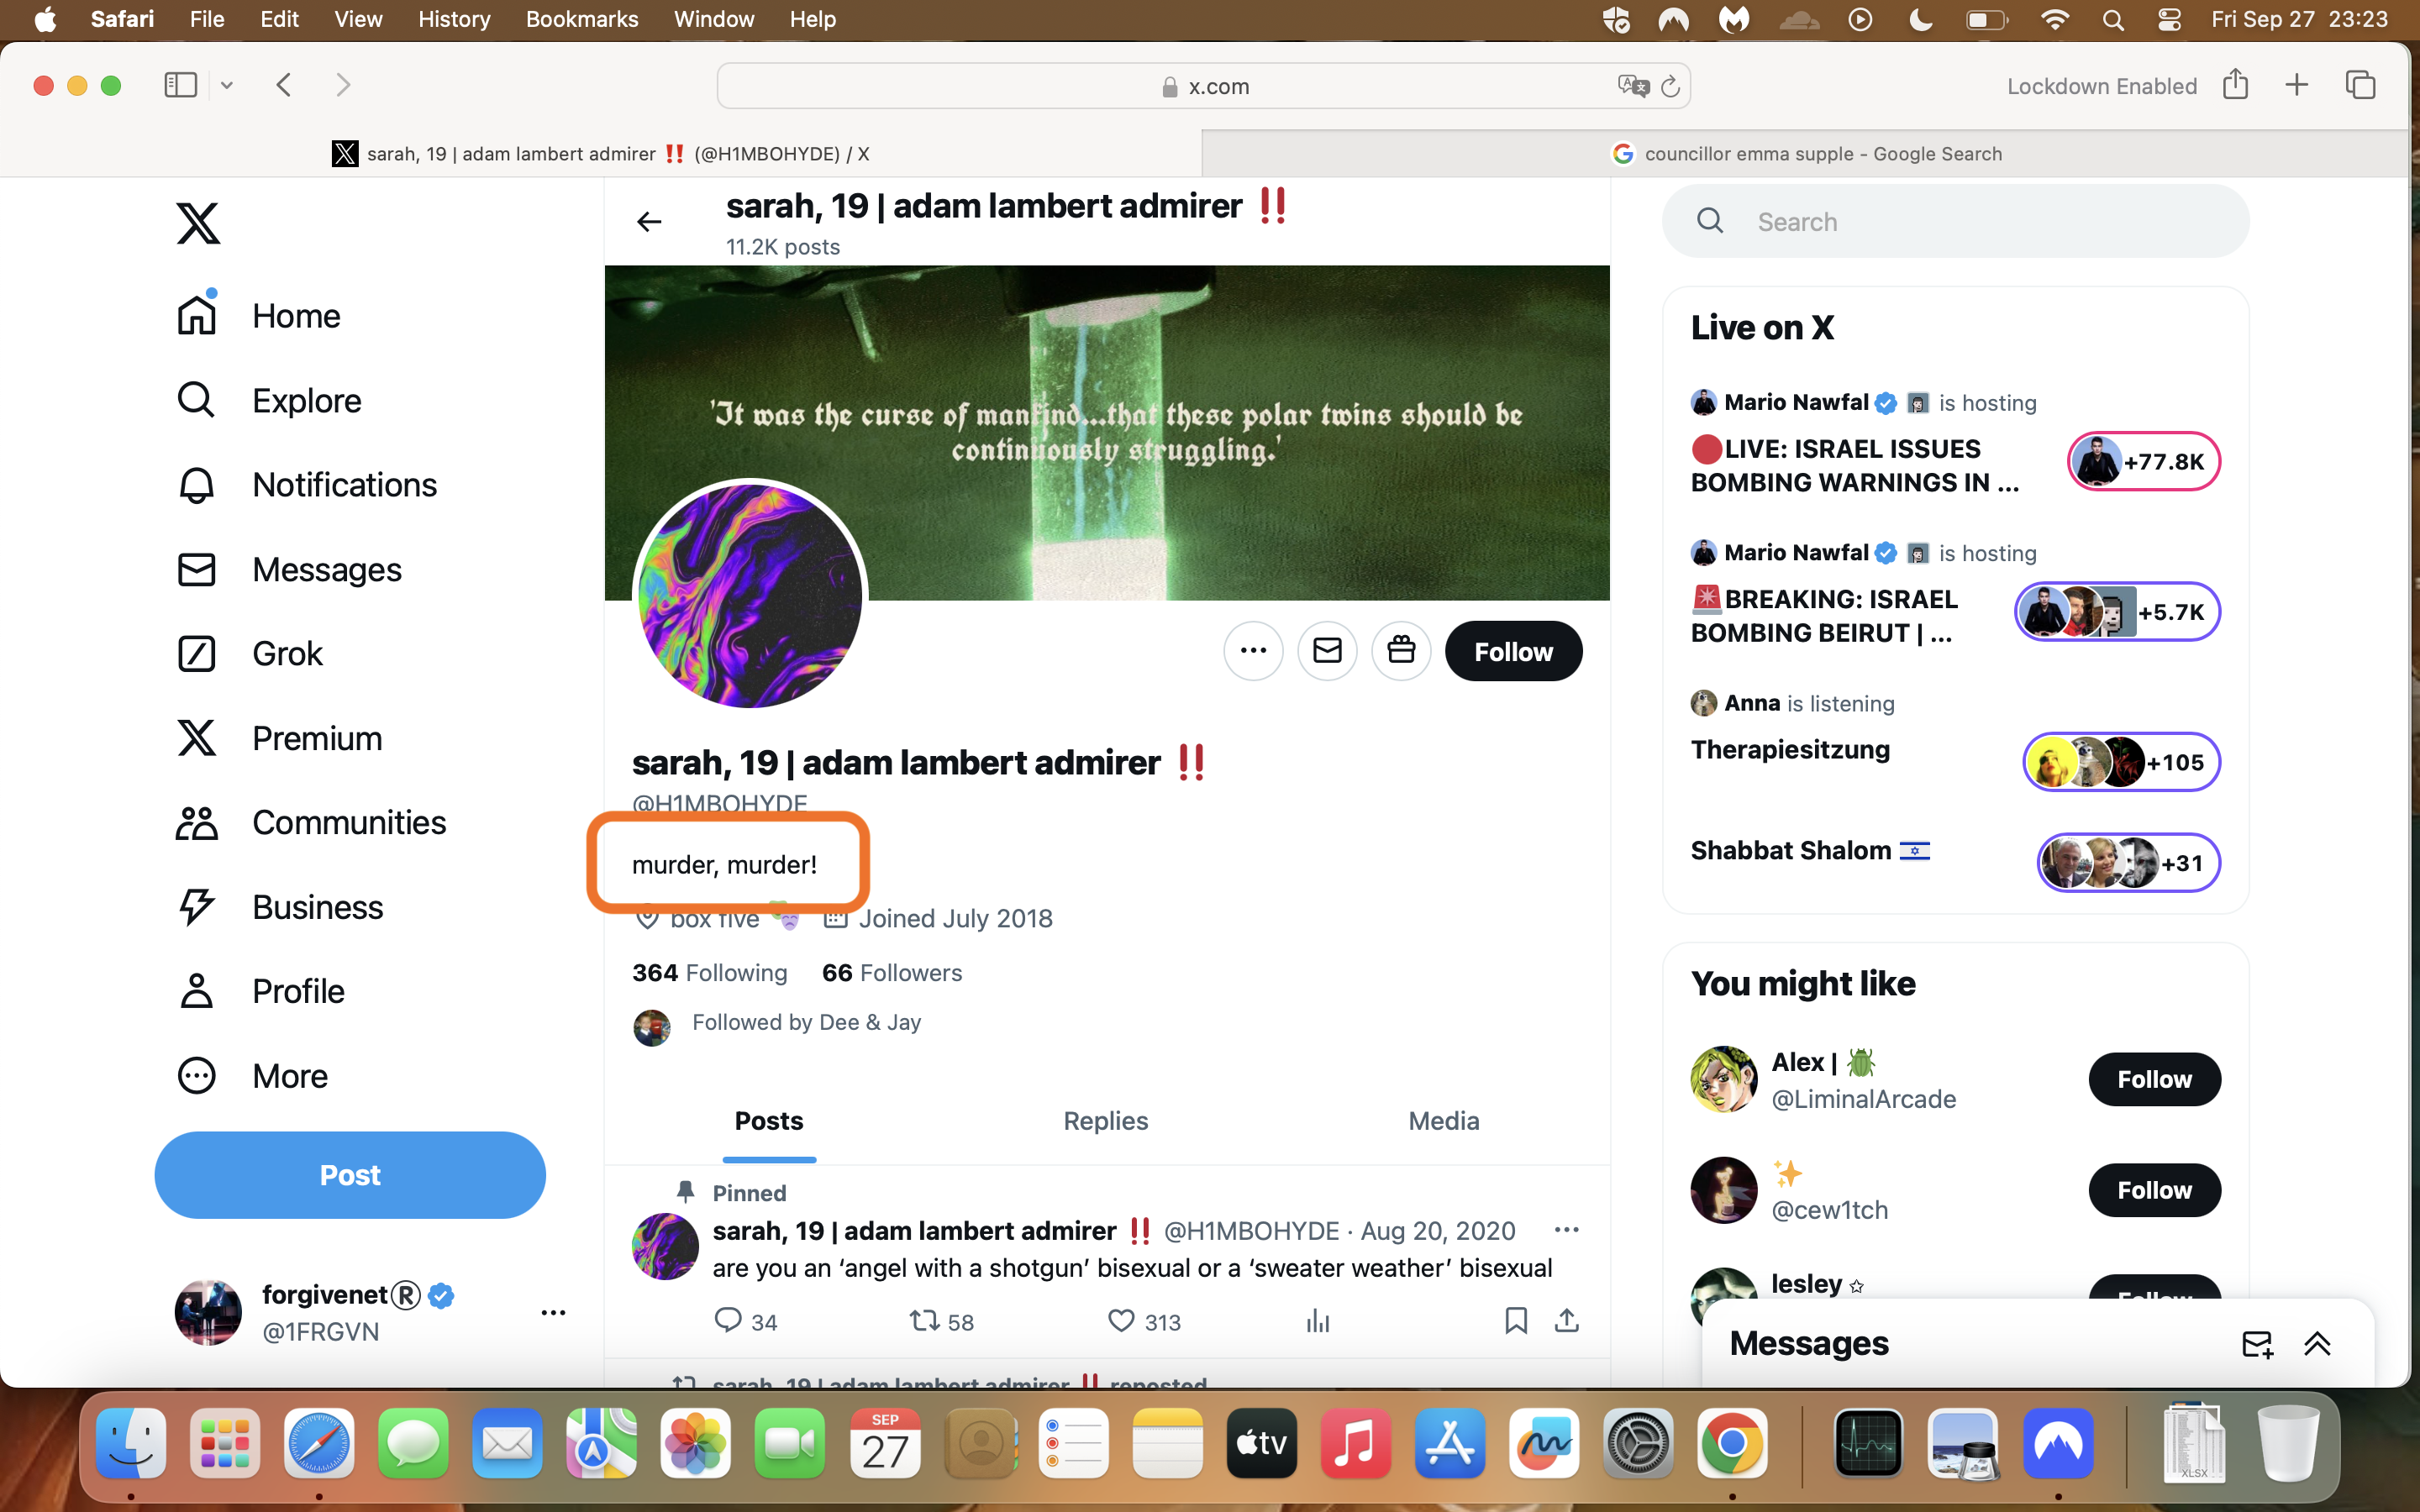 Safari File Edit View History Bookmarks Window Help Fri Sep 27 23:23
x.com Lockdown Enabled
sarah, 19 | adam lambert admirer ‼️ (@H1MBOHYDE) / X
councillor emma supple - Google Search
Home
Explore
Notifications
Messages
Grok
Premium
Communities
Business
Profile
More
Post
forgivenet®
@1FRGVN
sarah, 19 | adam lambert admirer ‼️
11.2K posts
'It was the curse of mankind...that these polar twins should be
continuously struggling.'
Follow
sarah, 19 | adam lambert admirer ‼️
@H1MBOHYDE
murder, murder!
box five 🎭 Joined July 2018
364 Following 66 Followers
Followed by Dee & Jay
Posts Replies Media
Pinned
sarah, 19 | adam lambert admirer ‼️ @H1MBOHYDE · Aug 20, 2020
are you an ‘angel with a shotgun’ bisexual or a ‘sweater weather’ bisexual
34 58 313
sarah, 19 | adam lambert admirer ‼️ reposted
Search
Live on X
Mario Nawfal is hosting
🔴LIVE: ISRAEL ISSUES
BOMBING WARNINGS IN ...
+77.8K
Mario Nawfal is hosting
🚨BREAKING: ISRAEL
BOMBING BEIRUT | ...
+5.7K
Anna is listening
Therapiesitzung
+105
Shabbat Shalom 🇮🇱
+31
You might like
Alex | 🪲
@LiminalArcade
Follow
✨
@cew1tch
Follow
lesley ☆
Follow
Messages
SEP
27
tv
XLSX